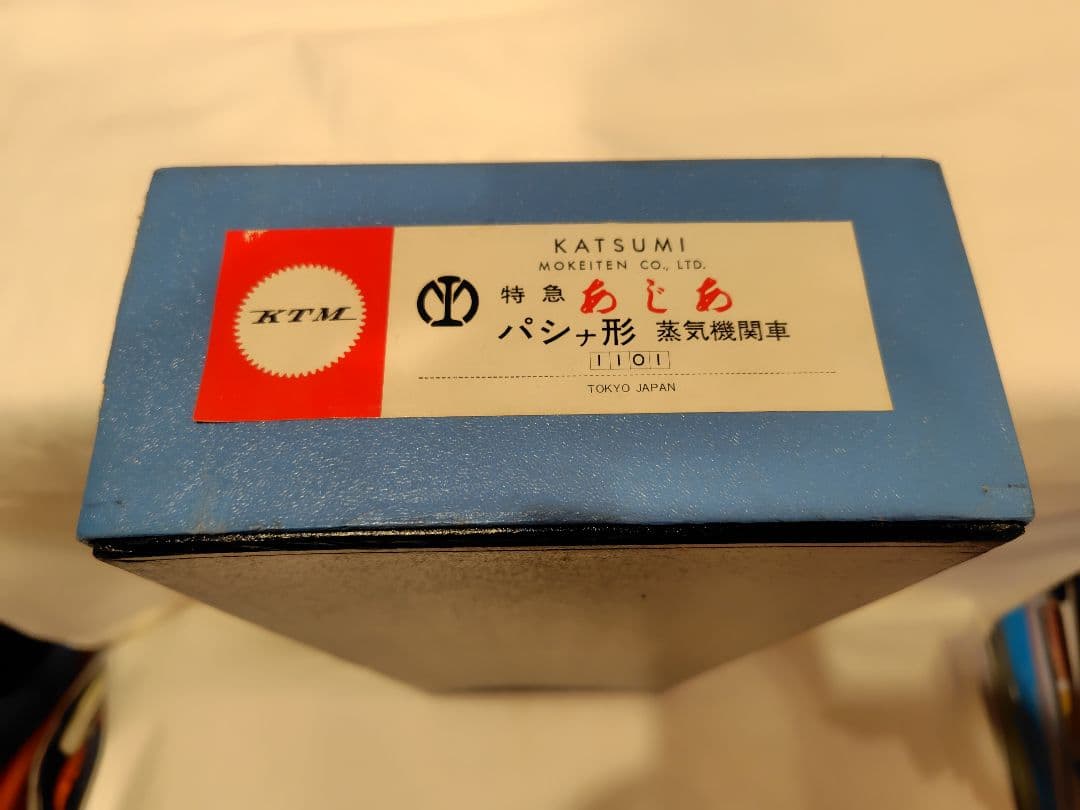 KTM
KATSUMI
MOKEITEN CO., LTD.
特急 あじあ
パシナ形 蒸気機関車
1101
TOKYO JAPAN